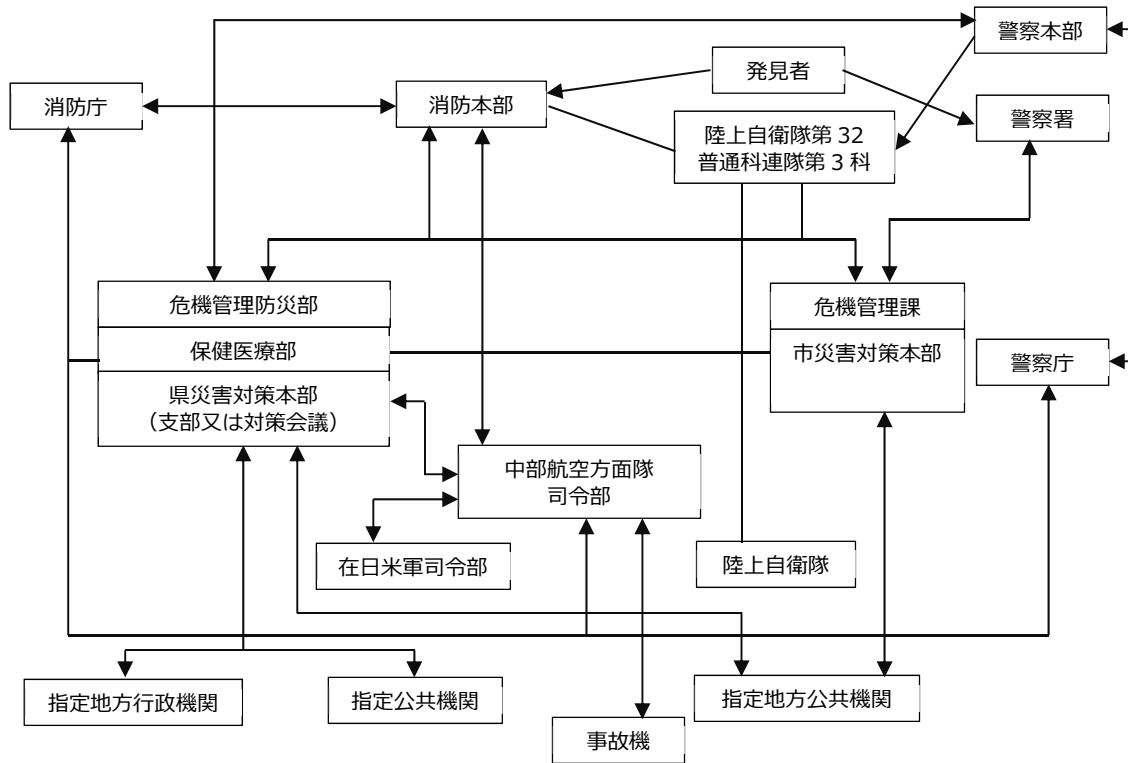 警察本部
発見者
消防庁
消防本部
警察署
陸上自衛隊第 32
普通科連隊第 3 科
危機管理防災部
危機管理課
保健医療部
市災害対策本部
警察庁
県災害対策本部
（支部又は対策会議）
中部航空方面隊
司令部
在日米軍司令部
陸上自衛隊
指定地方行政機関
指定公共機関
指定地方公共機関
事故機